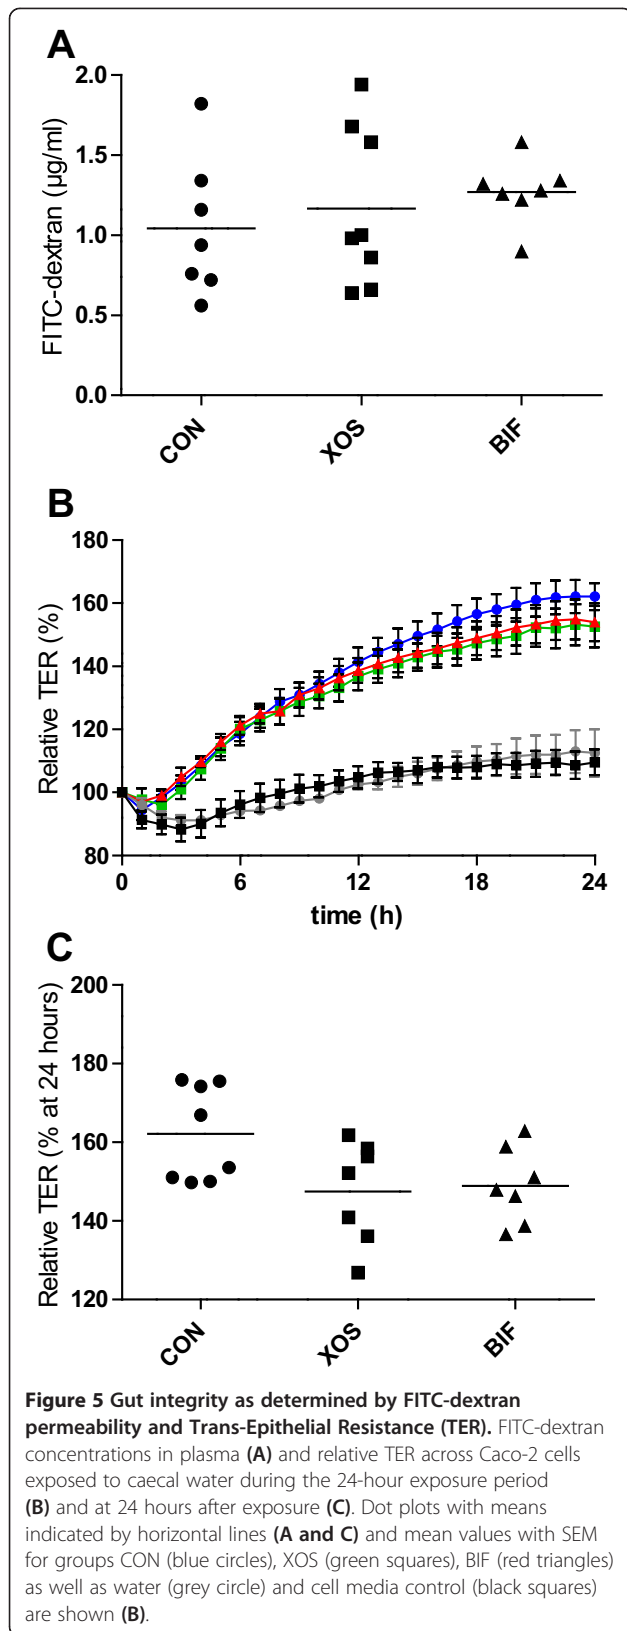 A
FITC-dextran (µg/ml)
2.0
1.5
1.0
0.5
0.0
CON
XOS
BIF
B
Relative TER (%)
180
160
140
120
100
80
0
6
12
18
24
time (h)
C
Relative TER (% at 24 hours)
200
180
160
140
120
CON
XOS
BIF
Figure 5 Gut integrity as determined by FITC-dextran
permeability and Trans-Epithelial Resistance (TER). FITC-dextran
concentrations in plasma (A) and relative TER across Caco-2 cells
exposed to caecal water during the 24-hour exposure period
(B) and at 24 hours after exposure (C). Dot plots with means
indicated by horizontal lines (A and C) and mean values with SEM
for groups CON (blue circles), XOS (green squares), BIF (red triangles)
as well as water (grey circle) and cell media control (black squares)
are shown (B).